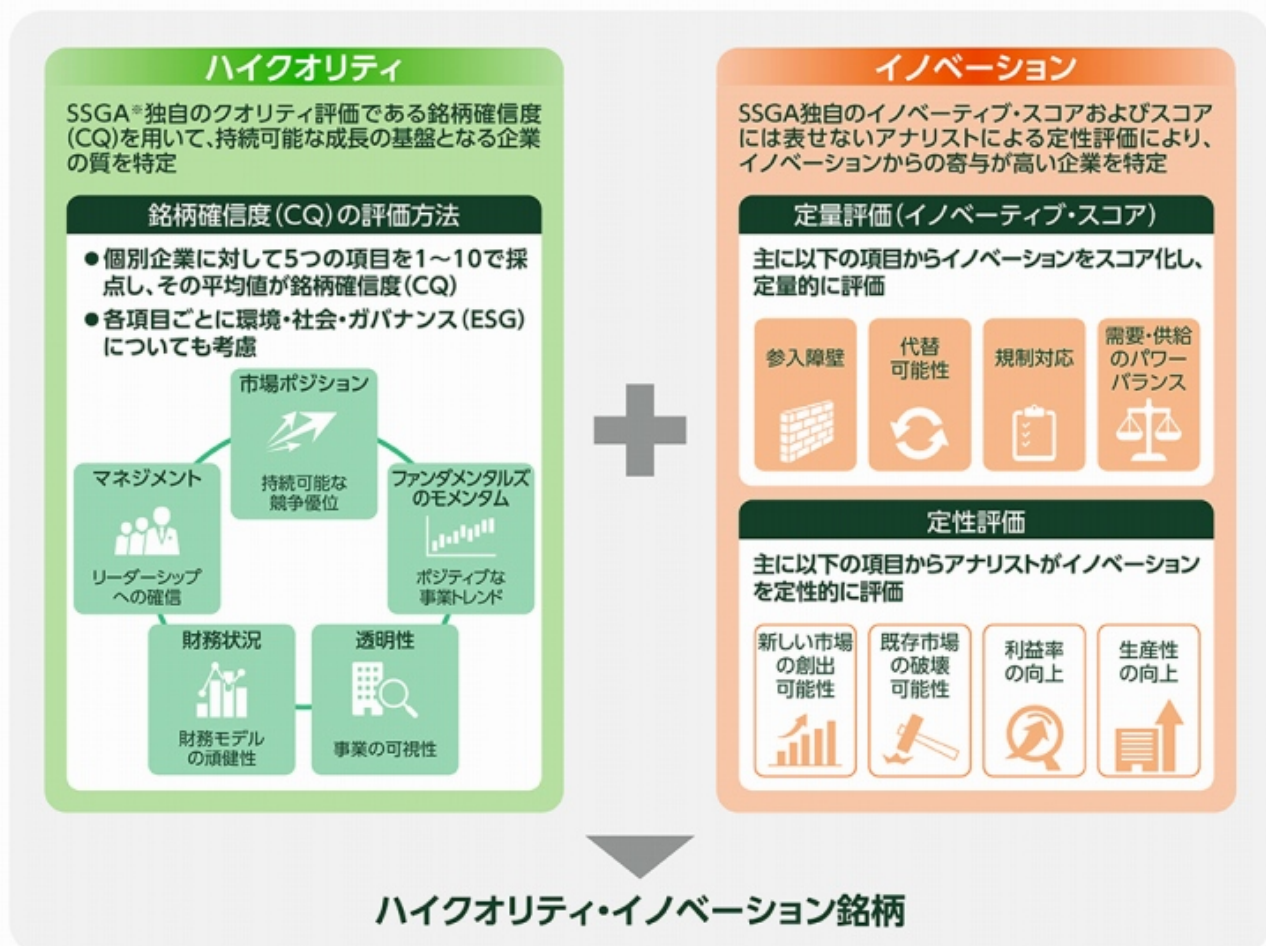 ハイクオリティ
SSGA※独自のクオリティ評価である銘柄確信度
(CQ)を用いて、持続可能な成長の基盤となる企業
の質を特定
銘柄確信度(CQ)の評価方法
●個別企業に対して5つの項目を1～10で採
点し、その平均値が銘柄確信度(CQ)
●各項目ごとに環境・社会・ガバナンス(ESG)
についても考慮
市場ポジション
持続可能な
競争優位
マネジメント
リーダーシップ
への確信
ファンダメンタルズ
のモメンタム
ポジティブな
事業トレンド
財務状況
財務モデル
の頑健性
透明性
事業の可視性
イノベーション
SSGA独自のイノベーティブ・スコアおよびスコア
には表せないアナリストによる定性評価により、
イノベーションからの寄与が高い企業を特定
定量評価(イノベーティブ・スコア)
主に以下の項目からイノベーションをスコア化し、
定量的に評価
参入障壁
代替
可能性
規制対応
需要・供給
のパワー
バランス
定性評価
主に以下の項目からアナリストがイノベーション
を定性的に評価
新しい市場
の創出
可能性
既存市場
の破壊
可能性
利益率
の向上
生産性
の向上
ハイクオリティ・イノベーション銘柄